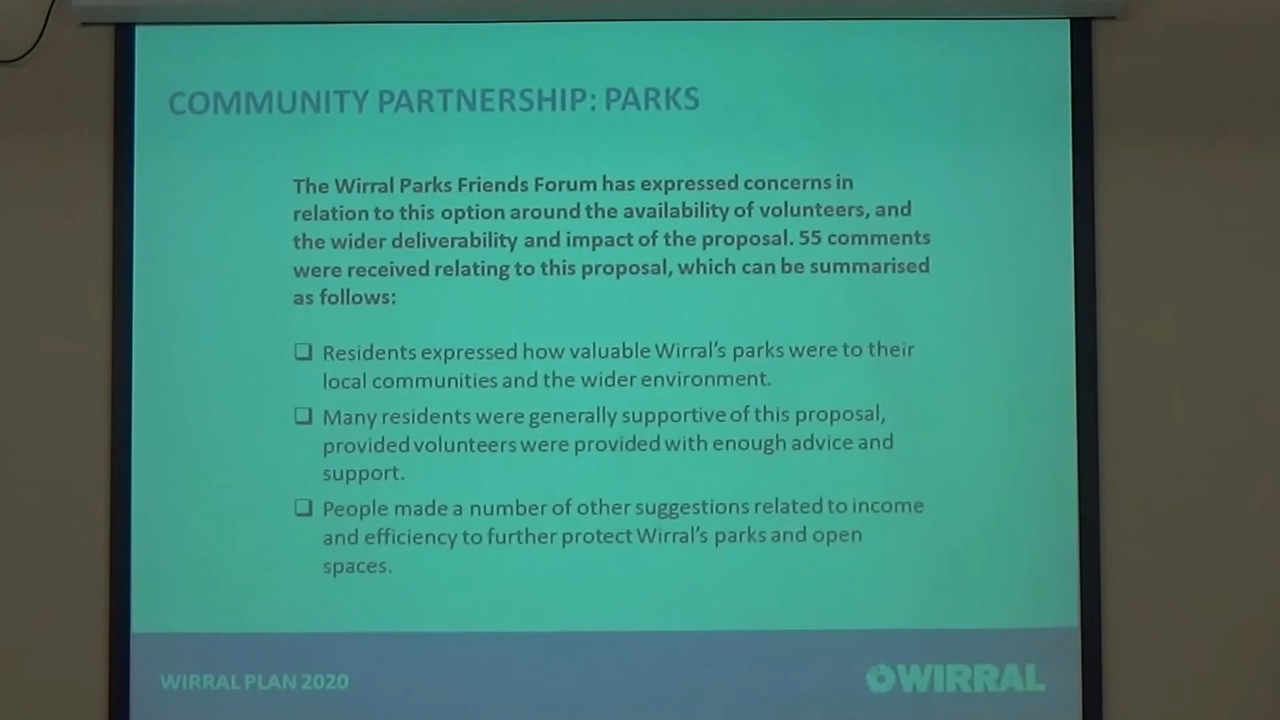 COMMUNITY PARTNERSHIP: PARKS
The Wirral Parks Friends Forum has expressed concerns in
relation to this option around the availability of volunteers, and
the wider deliverability and impact of the proposal. 55 comments
were received relating to this proposal, which can be summarised
as follows:
❑ Residents expressed how valuable Wirral's parks were to their
local communities and the wider environment.
❑ Many residents were generally supportive of this proposal,
provided volunteers were provided with enough advice and
support.
❑ People made a number of other suggestions related to income
and efficiency to further protect Wirral's parks and open
spaces.
WIRRAL PLAN 2020
WIRRAL